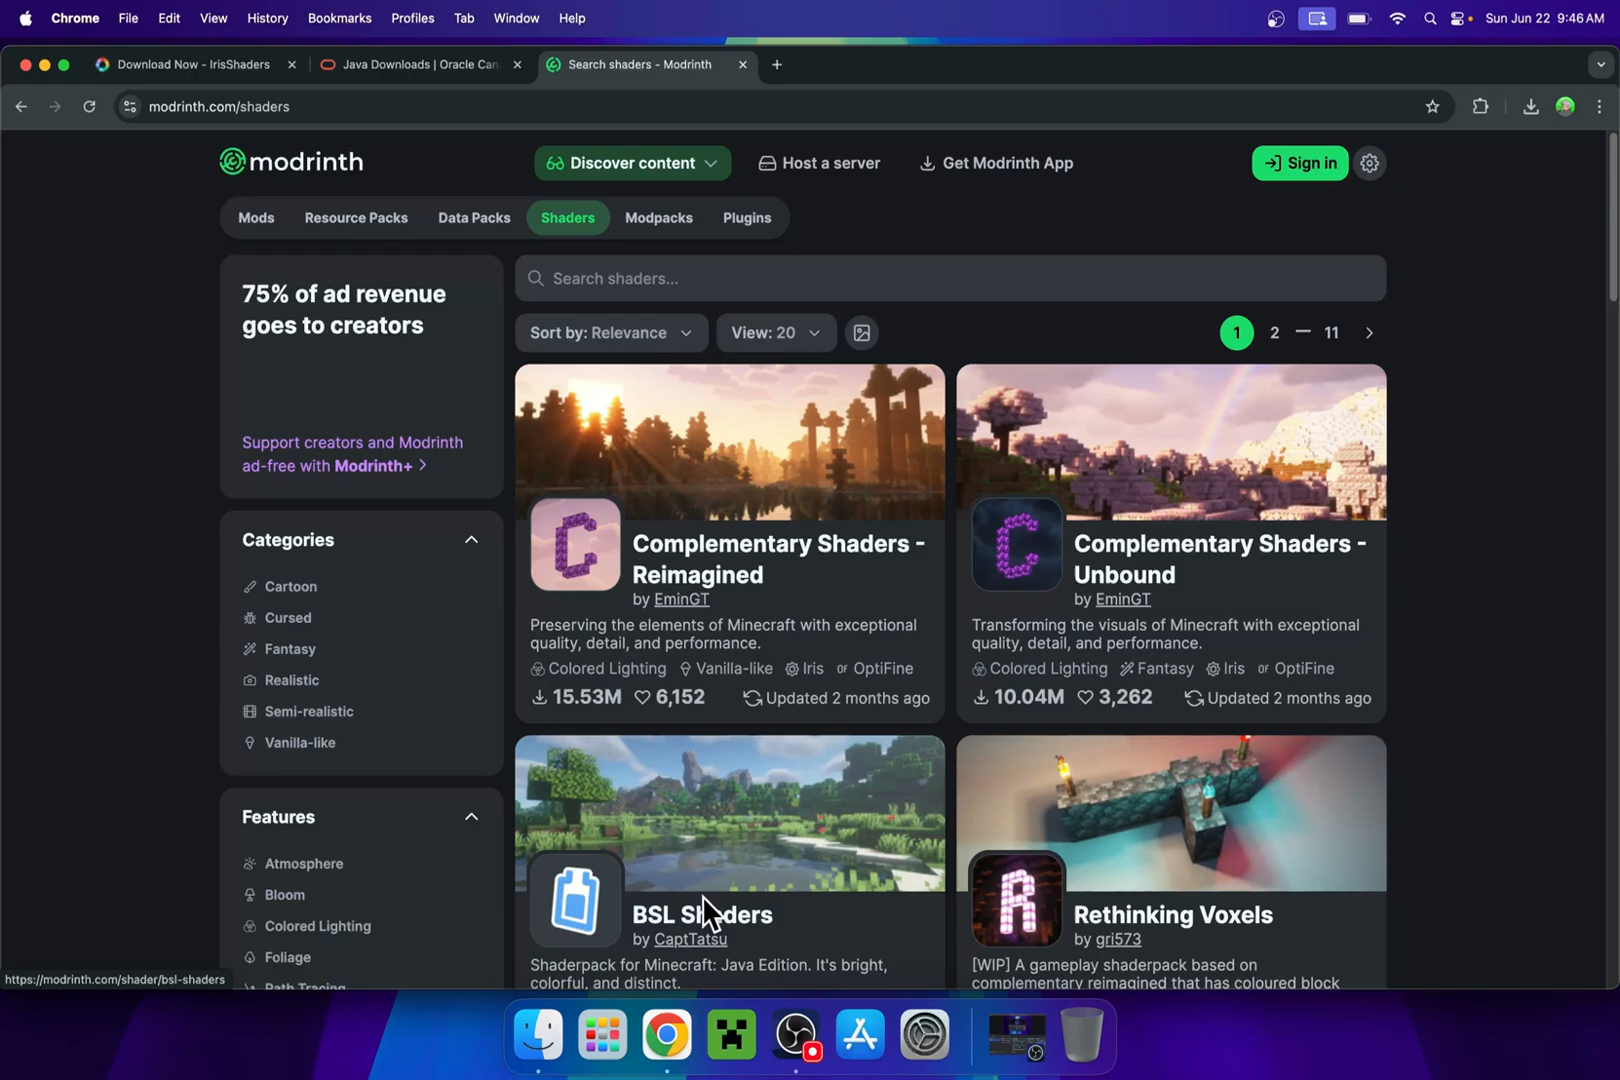 Chrome File Edit View History Bookmarks Profiles Tab Window Help Sun Jun 22 9:46 AM
Download Now - IrisShaders Java Downloads | Oracle Can Search shaders - Modrinth
modrinth.com/shaders
modrinth Discover content Host a server Get Modrinth App Sign in
Mods Resource Packs Data Packs Shaders Modpacks Plugins
75% of ad revenue
goes to creators
Support creators and Modrinth
ad-free with Modrinth+
Search shaders...
Sort by: Relevance View: 20 1 2 11
Categories
Cartoon
Cursed
Fantasy
Realistic
Semi-realistic
Vanilla-like
Features
Atmosphere
Bloom
Colored Lighting
Foliage
Path Tracing
Complementary Shaders -
Reimagined
by EminGT
Preserving the elements of Minecraft with exceptional
quality, detail, and performance.
Colored Lighting Vanilla-like Iris OF OptiFine
15.53M 6,152 Updated 2 months ago
Complementary Shaders -
Unbound
by EminGT
Transforming the visuals of Minecraft with exceptional
quality, detail, and performance.
Colored Lighting Fantasy Iris OF OptiFine
10.04M 3,262 Updated 2 months ago
BSL Shaders
by CaptTatsu
Shaderpack for Minecraft: Java Edition. It's bright,
colorful, and distinct.
Rethinking Voxels
by gri573
[WIP] A gameplay shaderpack based on
complementary reimagined that has coloured block
https://modrinth.com/shader/bsl-shaders